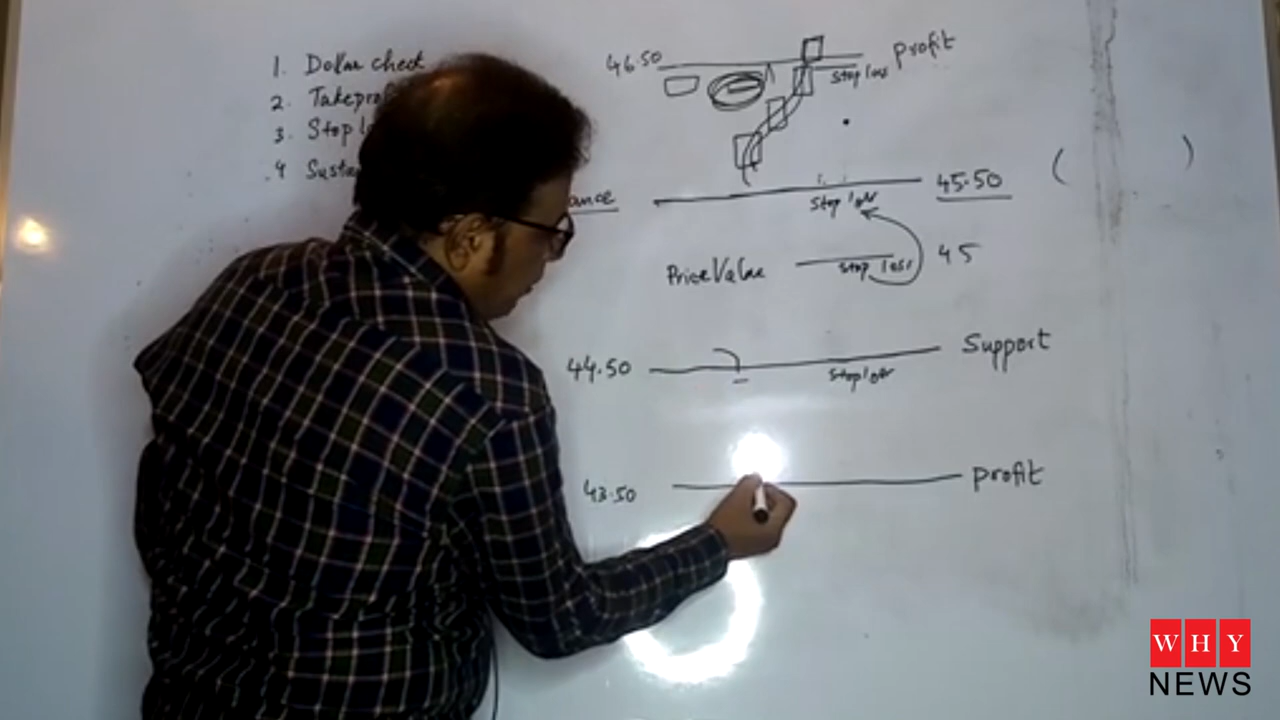 1. Dollar check
2. Takeprof
3. Stop l
4 Susta
ance
46.50
profit
stop loss
45.50
stop loss
Price Value
stop loss
45
44.50
Support
stop loss
43.50
profit
( )
WHY
NEWS